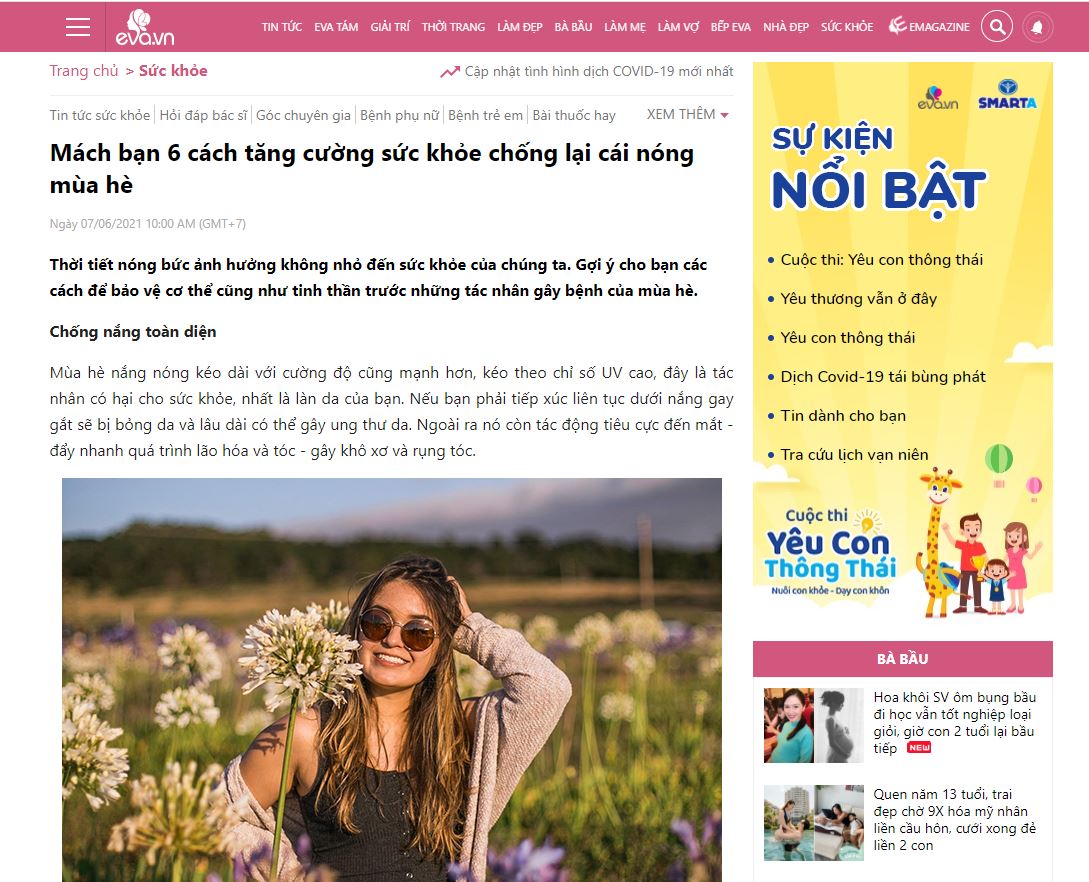 eva.vn
TIN TỨC
EVA TÁM
GIẢI TRÍ
THỜI TRANG
LÀM ĐẸP
BÀ BẦU
LÀM MẸ
LÀM VỢ
BẾP EVA
NHÀ ĐẸP
SỨC KHỎE
EMAGAZINE
Trang chủ > Sức khỏe
Cập nhật tình hình dịch COVID-19 mới nhất
Tin tức sức khỏe
Hỏi đáp bác sĩ
Góc chuyên gia
Bệnh phụ nữ
Bệnh trẻ em
Bài thuốc hay
XEM THÊM
Mách bạn 6 cách tăng cường sức khỏe chống lại cái nóng
mùa hè
Ngày 07/06/2021 10:00 AM (GMT+7)
Thời tiết nóng bức ảnh hưởng không nhỏ đến sức khỏe của chúng ta. Gợi ý cho bạn các
cách để bảo vệ cơ thể cũng như tinh thần trước những tác nhân gây bệnh của mùa hè.
Chống nắng toàn diện
Mùa hè nắng nóng kéo dài với cường độ cũng mạnh hơn, kéo theo chỉ số UV cao, đây là tác
nhân có hại cho sức khỏe, nhất là làn da của bạn. Nếu bạn phải tiếp xúc liên tục dưới nắng gay
gắt sẽ bị bỏng da và lâu dài có thể gây ung thư da. Ngoài ra nó còn tác động tiêu cực đến mắt -
đẩy nhanh quá trình lão hóa và tóc - gây khô xơ và rụng tóc.
eva.vn
SMARTA
SỰ KIỆN
NỔI BẬT
• Cuộc thi: Yêu con thông thái
• Yêu thương vẫn ở đây
• Yêu con thông thái
• Dịch Covid-19 tái bùng phát
• Tin dành cho bạn
• Tra cứu lịch vạn niên
Cuộc thi
Yêu Con
Thông Thái
Nuôi con khỏe - Dạy con khôn
BÀ BẦU
Hoa khôi SV ôm bụng bầu
đi học vẫn tốt nghiệp loại
giỏi, giờ con 2 tuổi lại bầu
tiếp NEW
Quen năm 13 tuổi, trai
đẹp chờ 9X hóa mỹ nhân
liền cầu hôn, cưới xong đẻ
liền 2 con